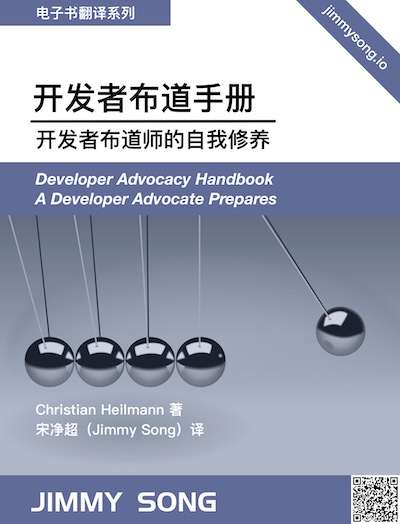 电子书翻译系列
jimmysong.io
开发者布道手册
开发者布道师的自我修养
Developer Advocacy Handbook
A Developer Advocate Prepares
Christian Heilmann 著
宋净超（Jimmy Song）译
JIMMY SONG